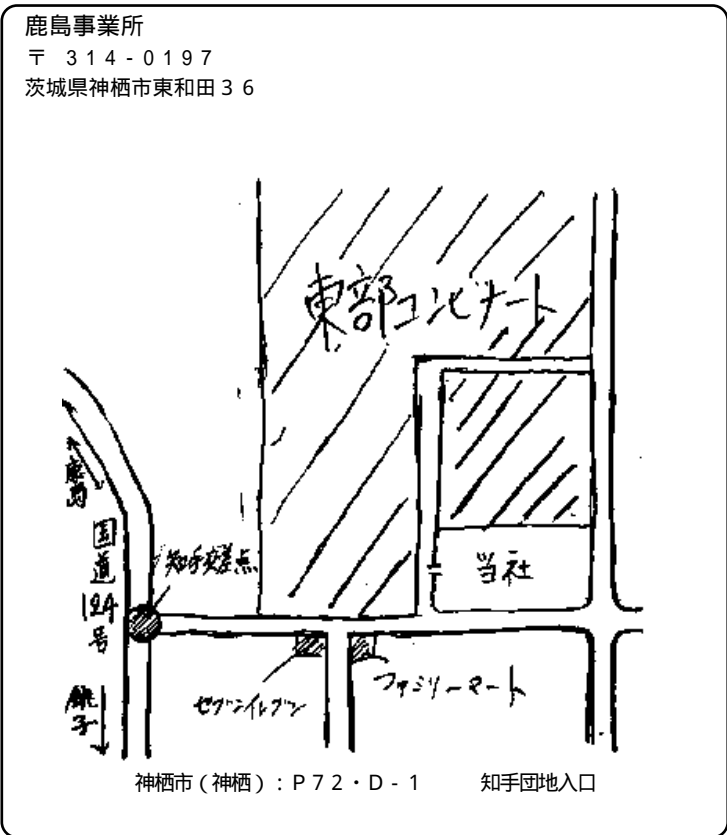 鹿島事業所
〒 314-0197
茨城県神栖市東和田36
東部コンビナート
鹿島
国道124号
知手交差点
当社
セブンイレブン
ファミリーマート
銚子
神栖市(神栖):P72・D-1 知手団地入口